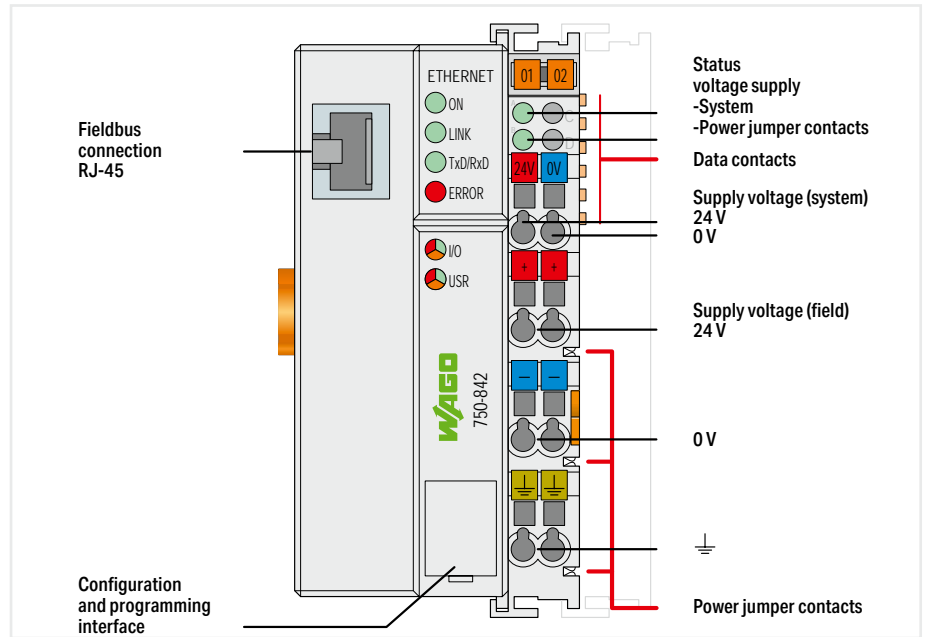 Fieldbus
connection
RJ-45
Configuration
and programming
interface
ETHERNET
ON
LINK
TxD/RxD
ERROR
I/O
USR
WAGO
750-842
01 02
A C
D
24V 0V
+ +
— —
Status
voltage supply
-System
-Power jumper contacts
Data contacts
Supply voltage (system)
24 V
0 V
Supply voltage (field)
24 V
0 V
Power jumper contacts